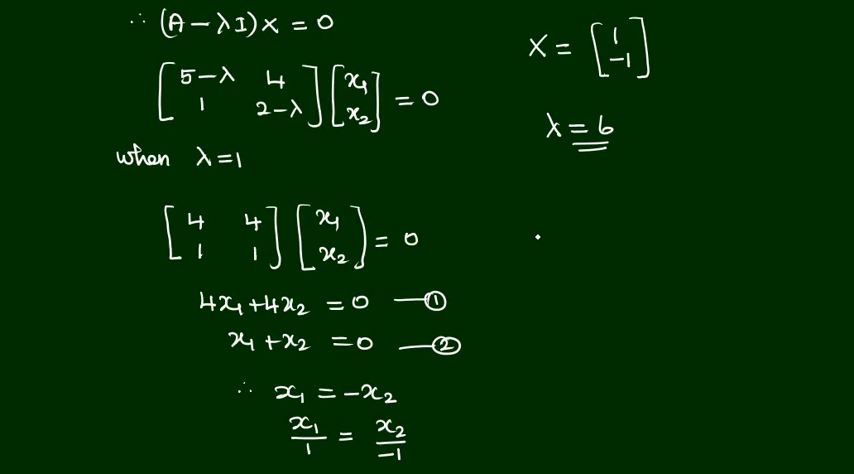 ∴ (A − λI)X = 0
[5−λ 4
1 2−λ] [x₁
x₂] = 0
when λ=1
[4 4
1 1] [x₁
x₂] = 0
4x₁ + 4x₂ = 0 —①
x₁ + x₂ = 0 —②
∴ x₁ = −x₂
x₁/1 = x₂/−1
X = [1
−1]
λ = 6